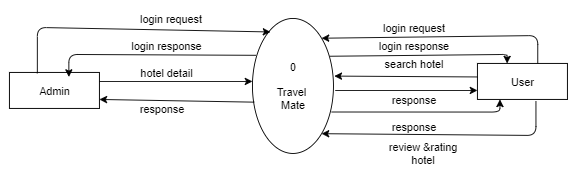 login request
login response
hotel detail
response
Admin
0
Travel
Mate
login request
login response
search hotel
User
response
response
review &rating
hotel